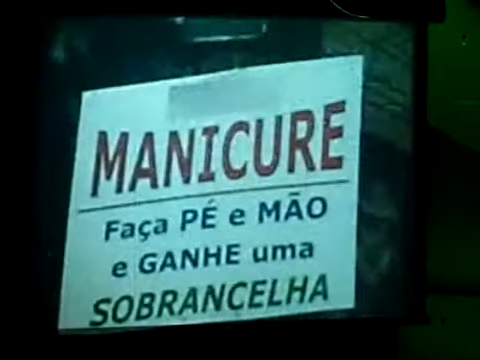 MANICURE
Faça PÉ e MÃO
e GANHE uma
SOBRANCELHA